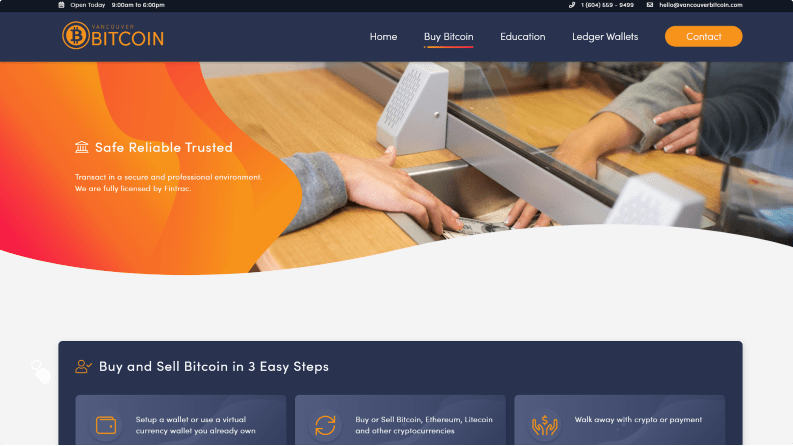 Open Today 9:00am to 6:00pm
1 (604) 559 - 9499
hello@vancouverbitcoin.com
VANCOUVER
BITCOIN
Home
Buy Bitcoin
Education
Ledger Wallets
Contact
Safe Reliable Trusted
Transact in a secure and professional environment.
We are fully licensed by Fintrac.
Buy and Sell Bitcoin in 3 Easy Steps
Setup a wallet or use a virtual
currency wallet you already own
Buy or Sell Bitcoin, Ethereum, Litecoin
and other cryptocurrencies
Walk away with crypto or payment